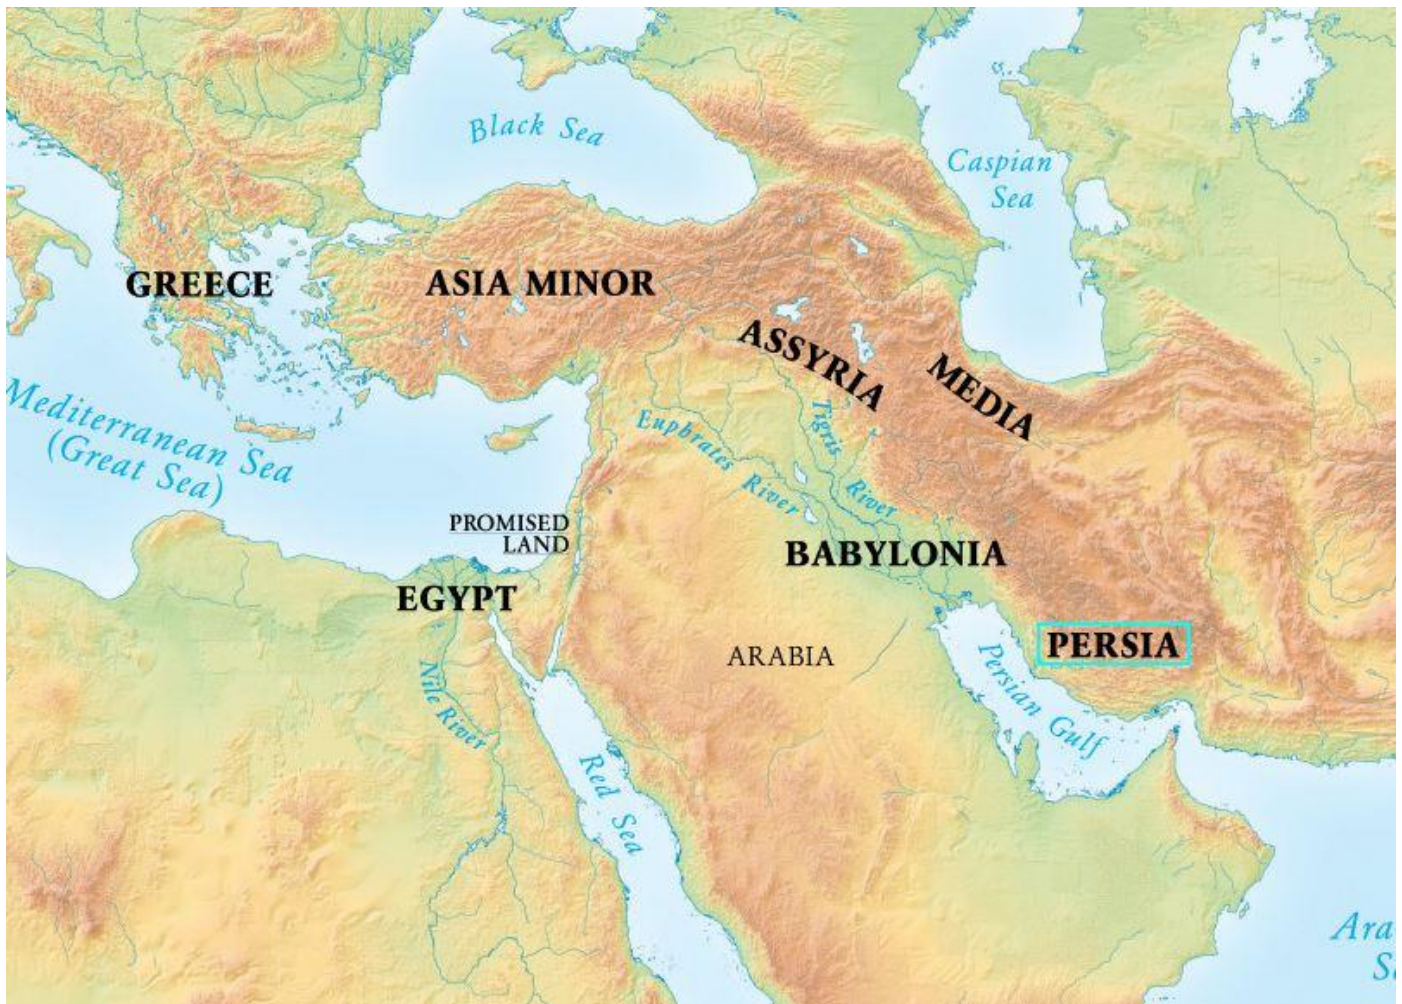 Black Sea
Caspian
Sea
GREECE
ASIA MINOR
ASSYRIA
MEDIA
Mediterranean Sea
(Great Sea)
Euphrates River
Tigris River
PROMISED
LAND
BABYLONIA
EGYPT
ARABIA
PERSIA
Persian Gulf
Nile River
Red Sea
Ara
S